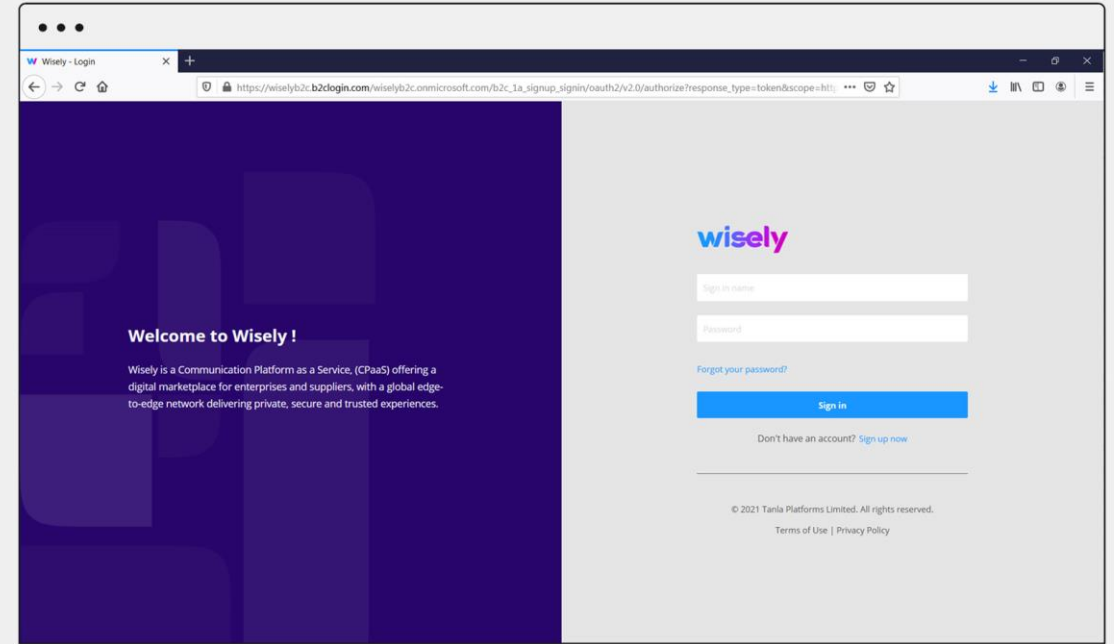 Wisely - Login
https://wiselyb2c.b2clogin.com/wiselyb2c.onmicrosoft.com/b2c_1a_signup_signin/oauth2/v2.0/authorize?response_type=token&scope=htt
wisely
Sign in name
Password
Welcome to Wisely !
Wisely is a Communication Platform as a Service, (CPaaS) offering a
digital marketplace for enterprises and suppliers, with a global edge-
to-edge network delivering private, secure and trusted experiences.
Forgot your password?
Sign in
Don't have an account? Sign up now
© 2021 Tanla Platforms Limited. All rights reserved.
Terms of Use | Privacy Policy